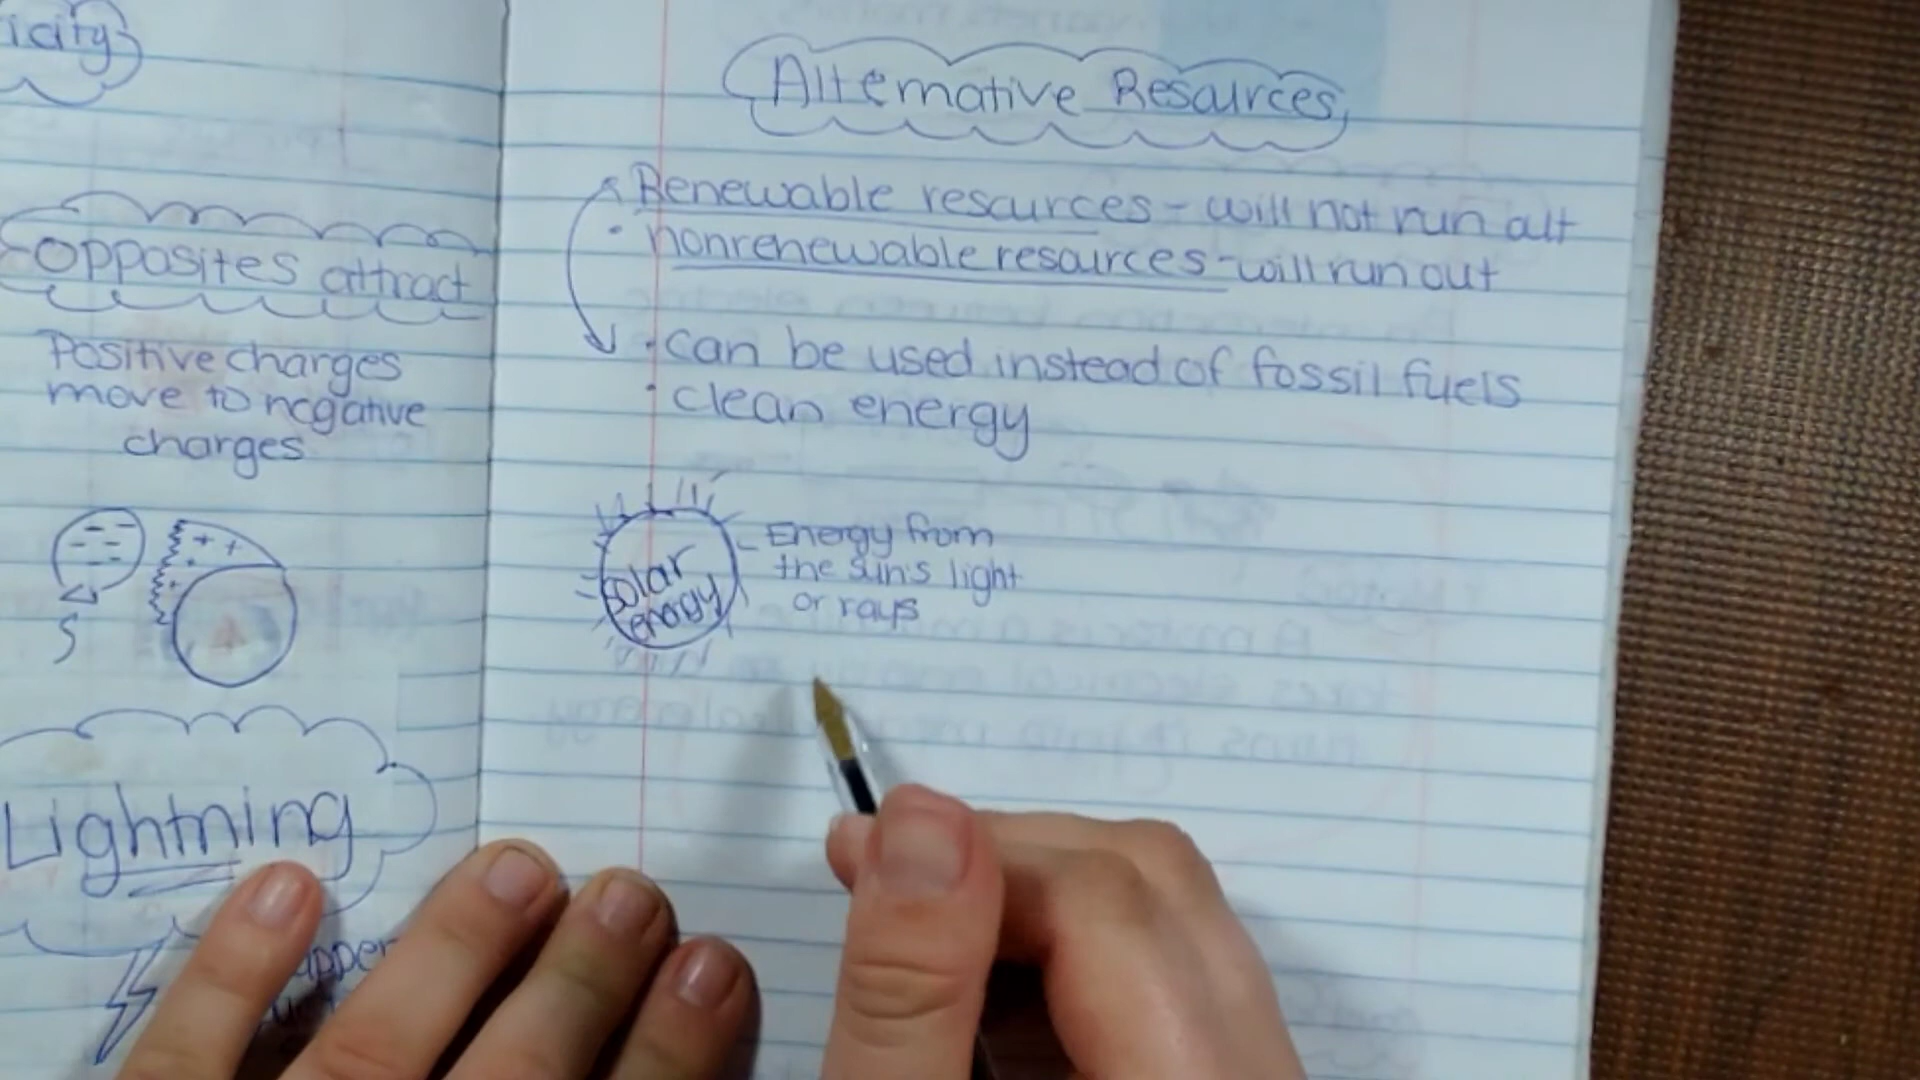 icity
opposites attract
Positive charges
move to negative
charges
S
Lightning
Alternative Resources
Renewable resources - will not run out
• nonrenewable resources - will run out
• can be used instead of fossil fuels
• clean energy
solar
energy
- Energy from
the sun's light
or rays